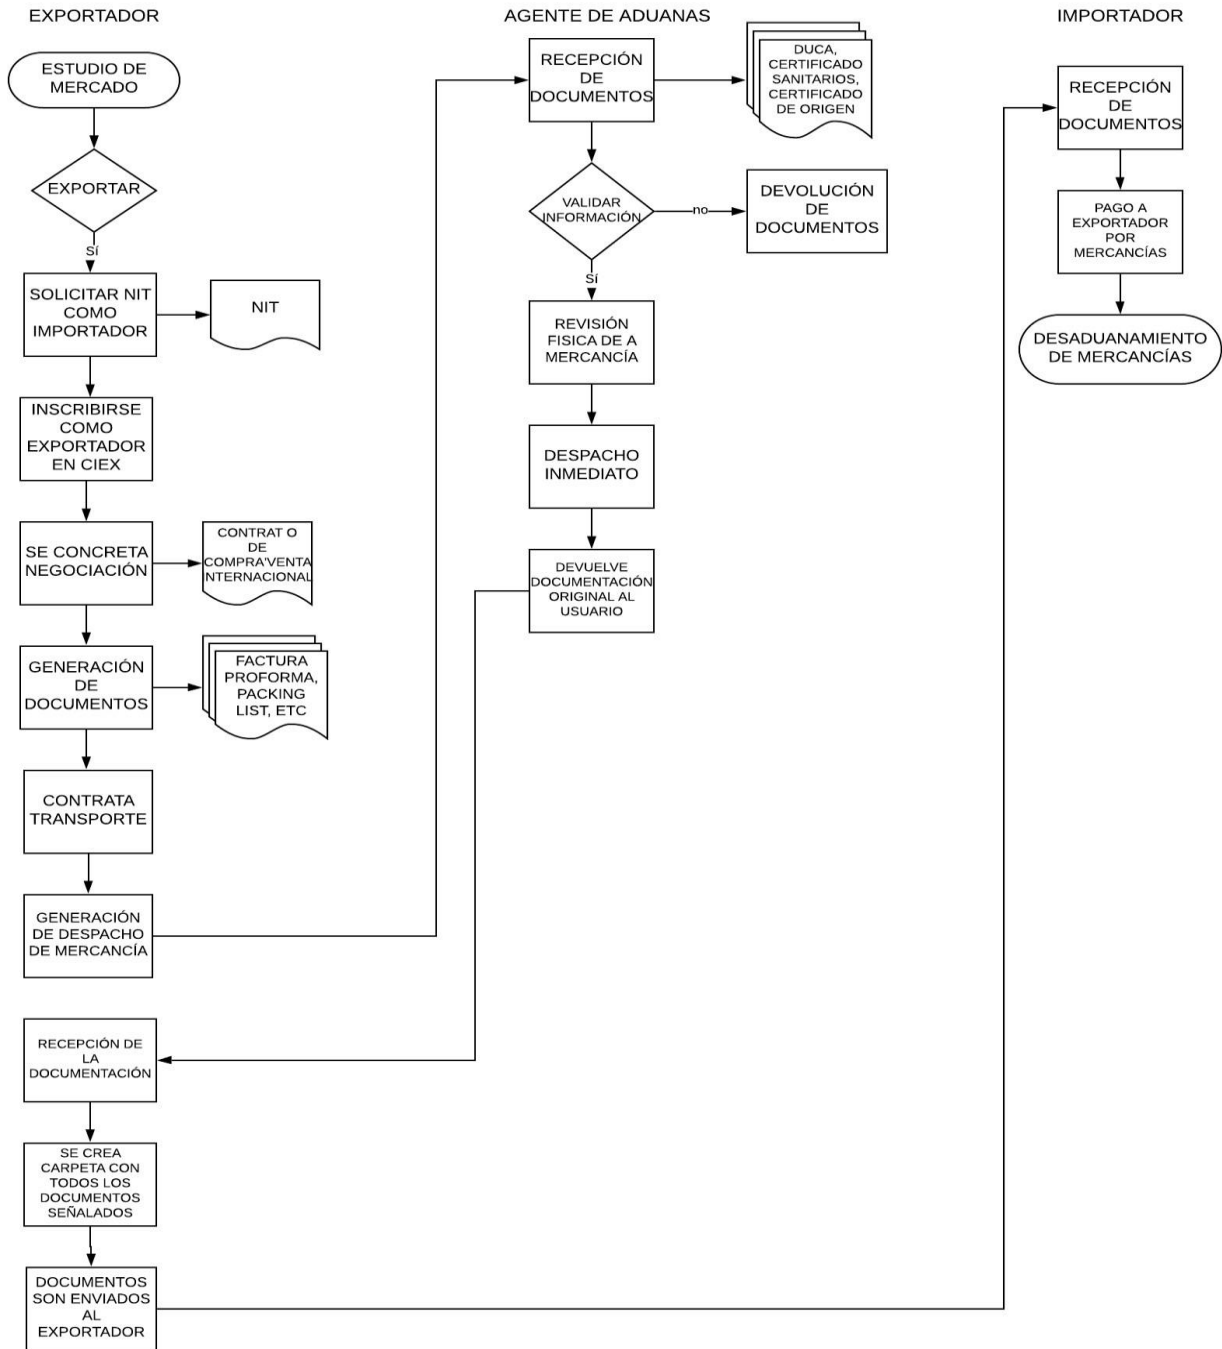 EXPORTADOR
ESTUDIO DE
MERCADO
EXPORTAR
Sí
SOLICITAR NIT
COMO
IMPORTADOR
NIT
INSCRIBIRSE
COMO
EXPORTADOR
EN CIEX
SE CONCRETA
NEGOCIACIÓN
CONTRAT O
DE
COMPRA'VENTA
NTERNACIONAL
GENERACIÓN
DE
DOCUMENTOS
FACTURA
PROFORMA,
PACKING
LIST, ETC
CONTRATA
TRANSPORTE
GENERACIÓN
DE DESPACHO
DE MERCANCÍA
RECEPCIÓN DE
LA
DOCUMENTACIÓN
SE CREA
CARPETA CON
TODOS LOS
DOCUMENTOS
SEÑALADOS
DOCUMENTOS
SON ENVIADOS
AL
EXPORTADOR
AGENTE DE ADUANAS
RECEPCIÓN
DE
DOCUMENTOS
DUCA,
CERTIFICADO
SANITARIOS,
CERTIFICADO
DE ORIGEN
VALIDAR
INFORMACIÓN
no
DEVOLUCIÓN
DE
DOCUMENTOS
Sí
REVISIÓN
FISICA DE A
MERCANCÍA
DESPACHO
INMEDIATO
DEVUELVE
DOCUMENTACIÓN
ORIGINAL AL
USUARIO
IMPORTADOR
RECEPCIÓN
DE
DOCUMENTOS
PAGO A
EXPORTADOR
POR
MERCANCÍAS
DESADUANAMIENTO
DE MERCANCÍAS